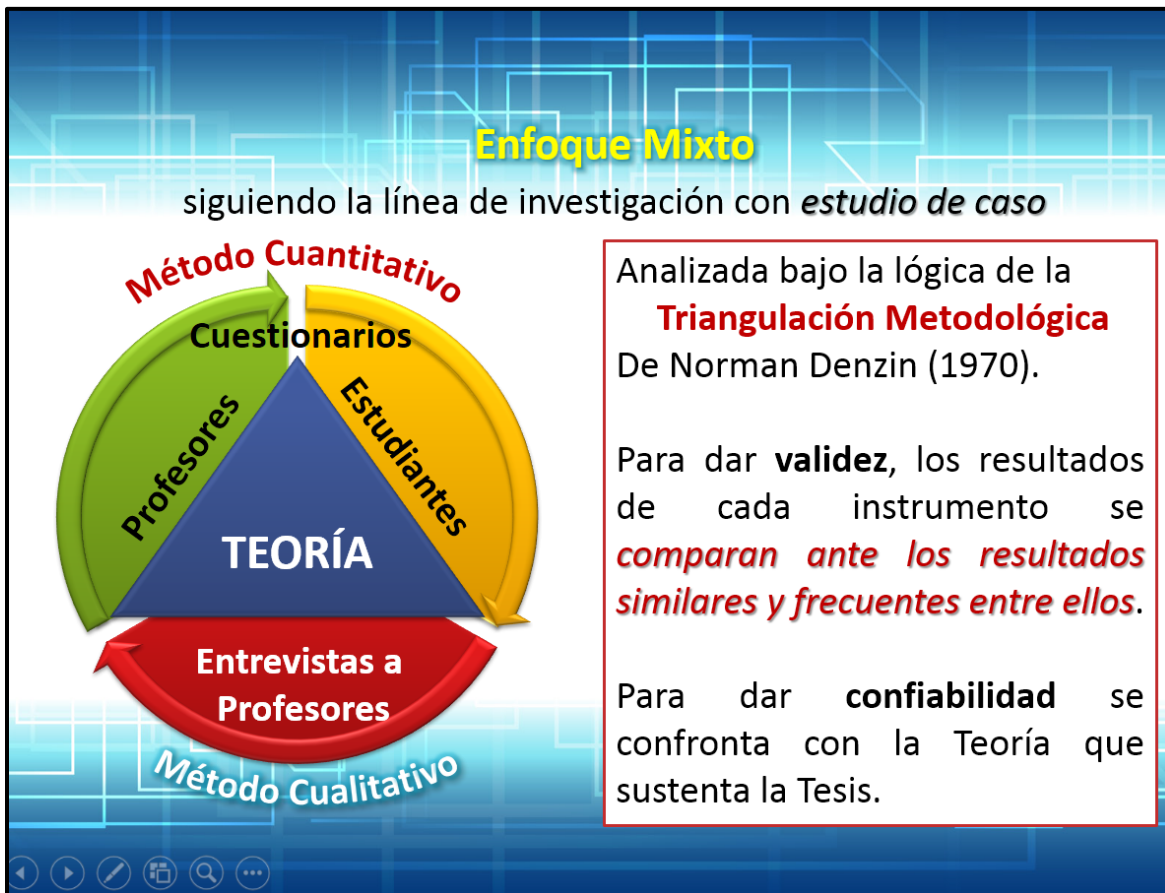 Enfoque Mixto
siguiendo la línea de investigación con estudio de caso
Método Cuantitativo
Cuestionarios
Profesores
Estudiantes
TEORÍA
Entrevistas a
Profesores
Método Cualitativo
Analizada bajo la lógica de la
Triangulación Metodológica
De Norman Denzin (1970).
Para dar validez, los resultados
de cada instrumento se
comparan ante los resultados
similares y frecuentes entre ellos.
Para dar confiabilidad se
confronta con la Teoría que
sustenta la Tesis.